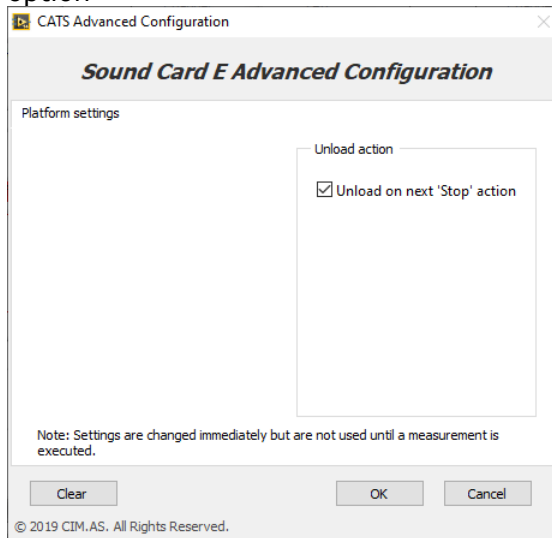 option
CATS Advanced Configuration
Sound Card E Advanced Configuration
Platform settings
Unload action
Unload on next 'Stop' action
Note: Settings are changed immediately but are not used until a measurement is
executed.
Clear
OK
Cancel
© 2019 CIM.AS. All Rights Reserved.